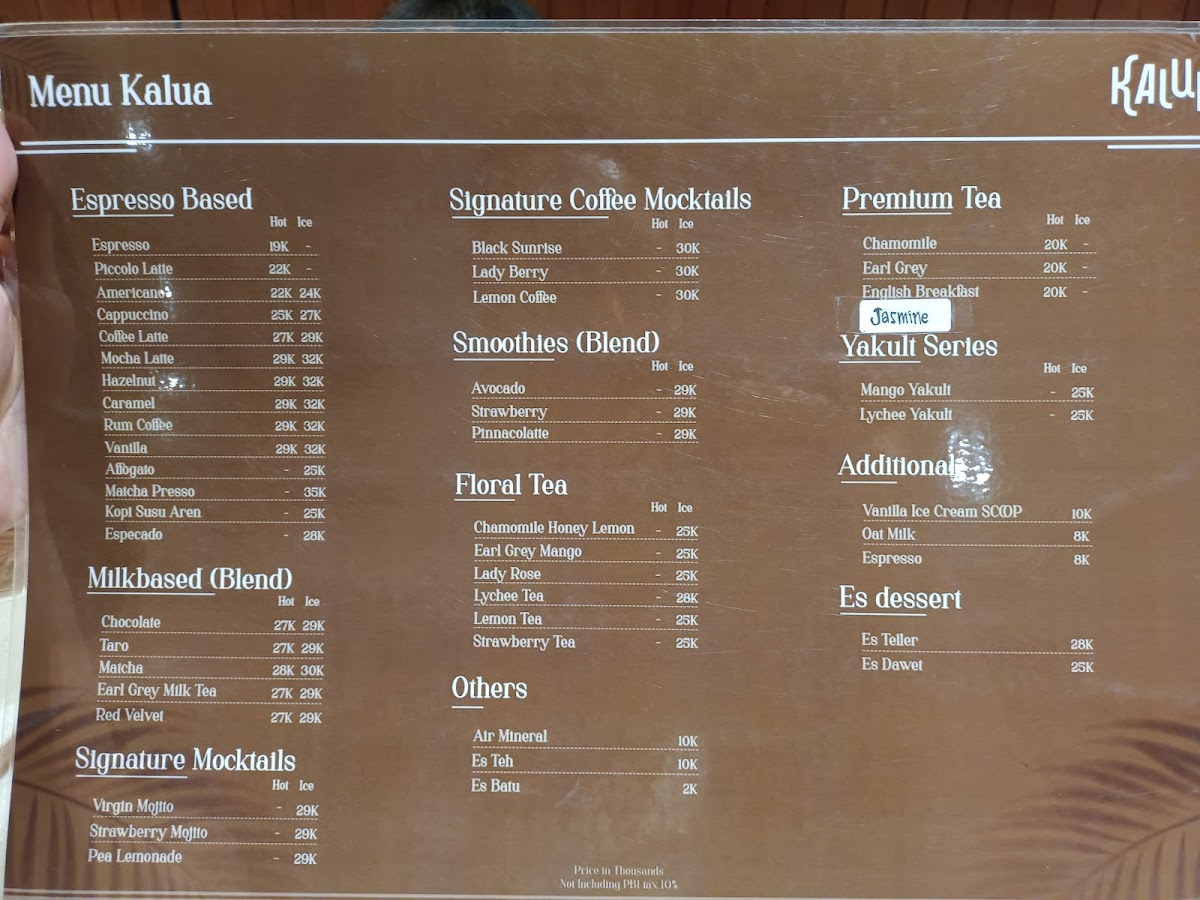 Menu Kalua
KALU
Espresso Based
Hot Ice
Espresso 19K -
Piccolo Latte 22K -
Americano 22K 24K
Cappuccino 25K 27K
Coffee Latte 27K 29K
Mocha Latte 29K 32K
Hazelnut 29K 32K
Caramel 29K 32K
Rum Coffee 29K 32K
Vanilla 29K 32K
Affogato - 25K
Matcha Presso - 35K
Kopi Susu Aren - 25K
Especado - 28K
Milkbased (Blend)
Hot Ice
Chocolate 27K 29K
Taro 27K 29K
Matcha 28K 30K
Earl Grey Milk Tea 27K 29K
Red Velvet 27K 29K
Signature Mocktails
Hot Ice
Virgin Mojito - 29K
Strawberry Mojito - 29K
Pea Lemonade - 29K
Signature Coffee Mocktails
Hot Ice
Black Sunrise - 30K
Lady Berry - 30K
Lemon Coffee - 30K
Smoothies (Blend)
Hot Ice
Avocado - 29K
Strawberry - 29K
Pinnacolatte - 29K
Floral Tea
Hot Ice
Chamomile Honey Lemon - 25K
Earl Grey Mango - 25K
Lady Rose - 25K
Lychee Tea - 28K
Lemon Tea - 25K
Strawberry Tea - 25K
Others
Air Mineral 10K
Es Teh 10K
Es Batu 2K
Premium Tea
Hot Ice
Chamomile 20K -
Earl Grey 20K -
English Breakfast 20K -
Jasmine
Yakult Series
Hot Ice
Mango Yakult - 25K
Lychee Yakult - 25K
Additional
Vanilla Ice Cream SCOOP 10K
Oat Milk 8K
Espresso 8K
Es dessert
Es Teller 28K
Es Dawet 25K
Price in Thousands
Not Including PB1 tax 10%